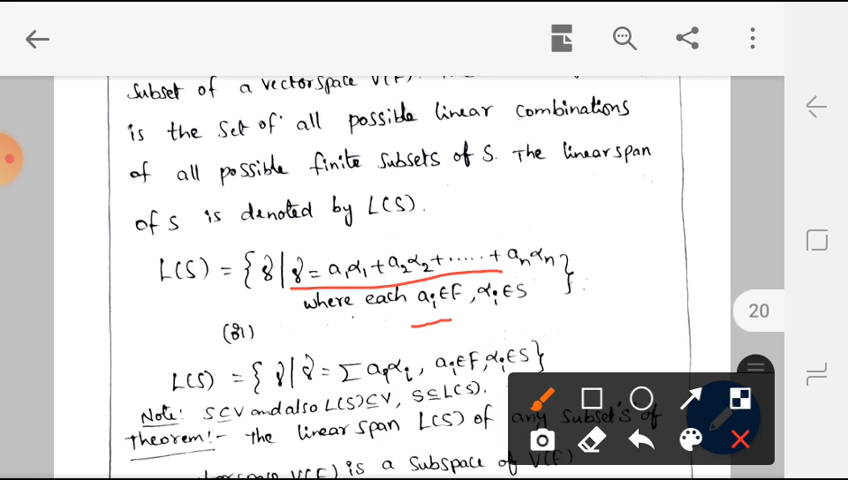 Subset of a vectorspace V(F).
is the set of all possible linear combinations
of all possible finite subsets of S. The linear span
of S is denoted by L(S).
L(S) = { γ | γ = a₁α₁ + a₂α₂ + ...... + aₙαₙ
where each aᵢ∈F, αᵢ∈S }.
(or)
L(S) = { γ | γ = Σ aᵢαᵢ, aᵢ∈F, αᵢ∈S }
Note: S⊆V and also L(S)⊆V, S⊆L(S).
Theorem:- The linear span L(S) of any subset's of
V(F) is a subspace of V(F)
20